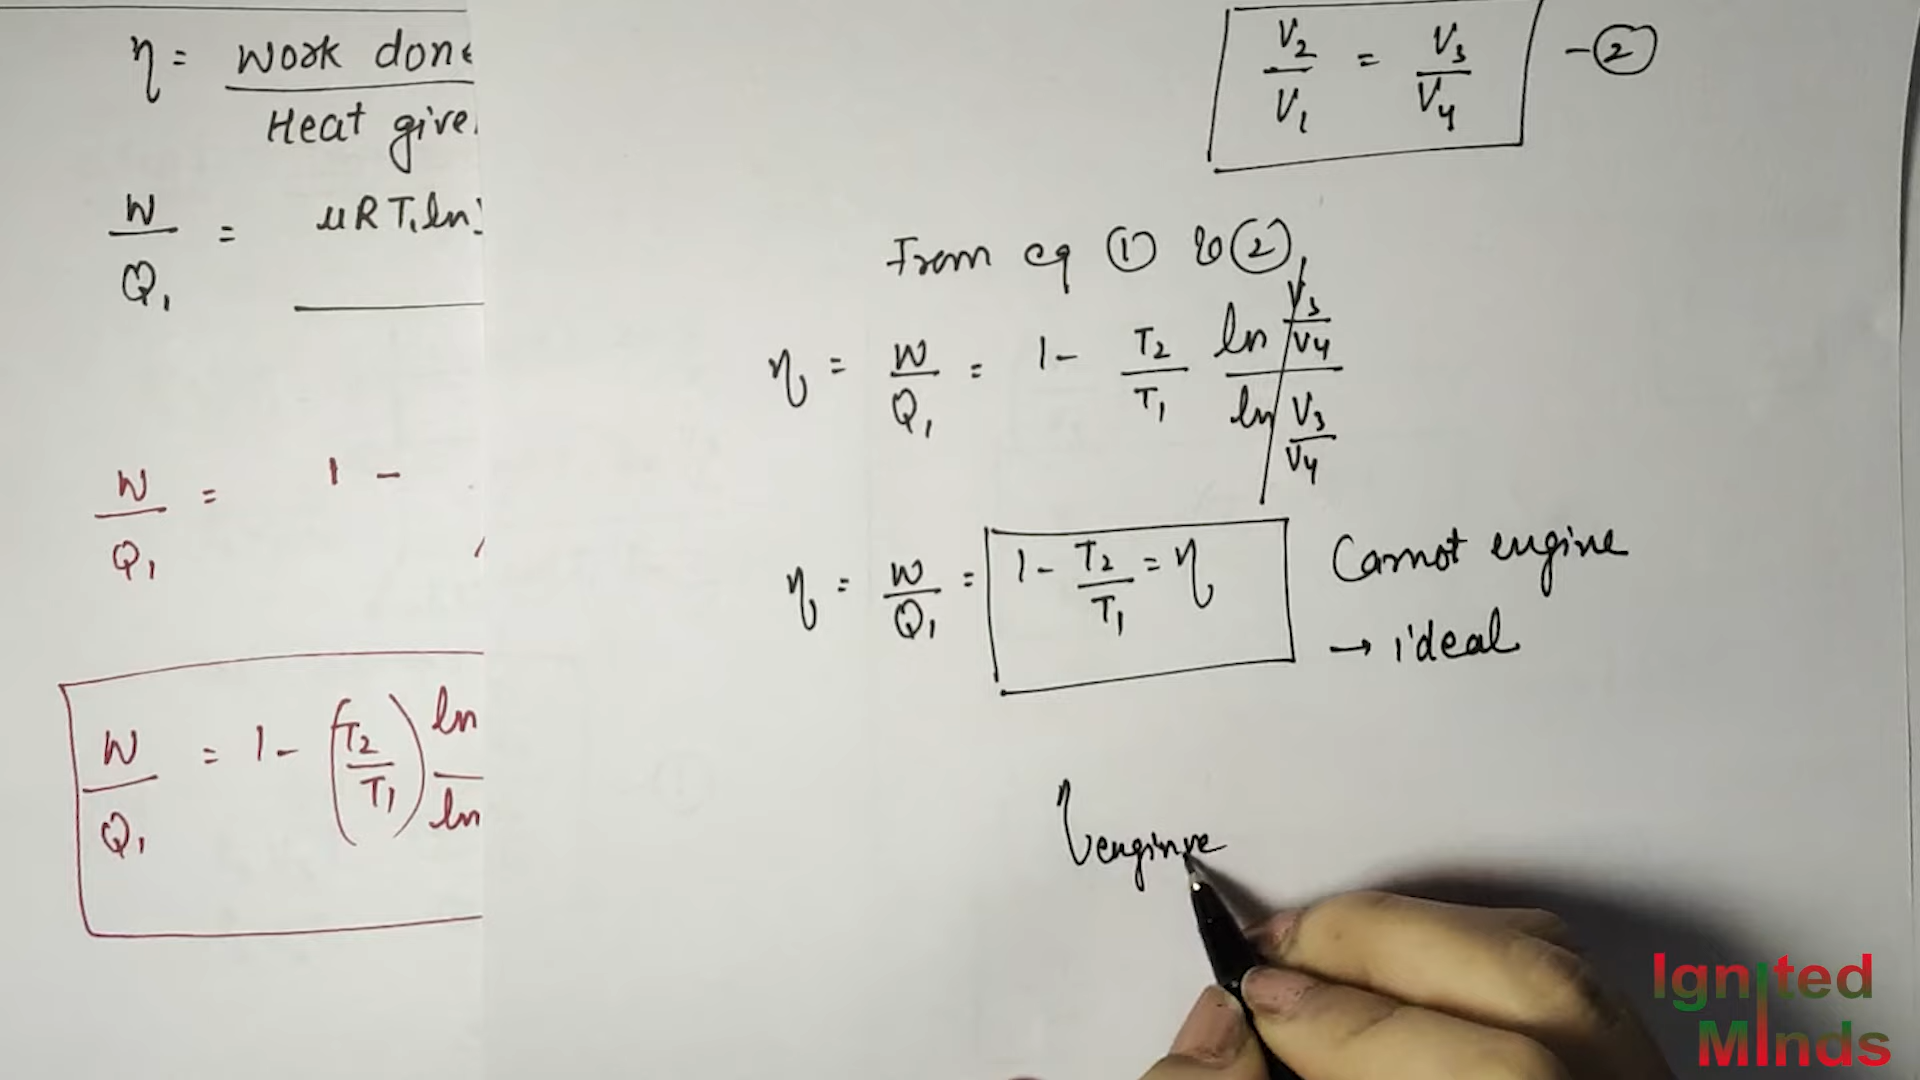 η = Work done
Heat give
W/Q₁ = μRT₁ln
W/Q₁ = 1 -
W/Q₁ = 1 - (T₂/T₁) ln/ln
V₂/V₁ = V₃/V₄ -②
From eq ① & ②,
η = W/Q₁ = 1 - T₂/T₁ ln V₃/V₄ / ln V₃/V₄
η = W/Q₁ = 1 - T₂/T₁ = η Carnot engine
→ ideal
ηengine
Ignited
Minds